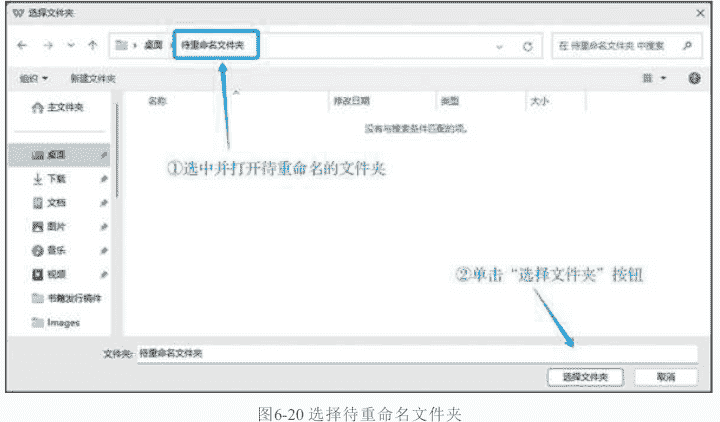 选择文件夹
桌面 › 待重命名文件夹
在 待重命名文件夹 中搜索
组织 新建文件夹
主文件夹
名称 修改日期 类型 大小
没有与搜索条件匹配的项。
桌面
①选中并打开待重命名的文件夹
下载
文档
图片
音乐
视频
②单击“选择文件夹”按钮
书籍发行稿件
Images
文件夹: 待重命名文件夹
选择文件夹 取消
图6-20 选择待重命名文件夹